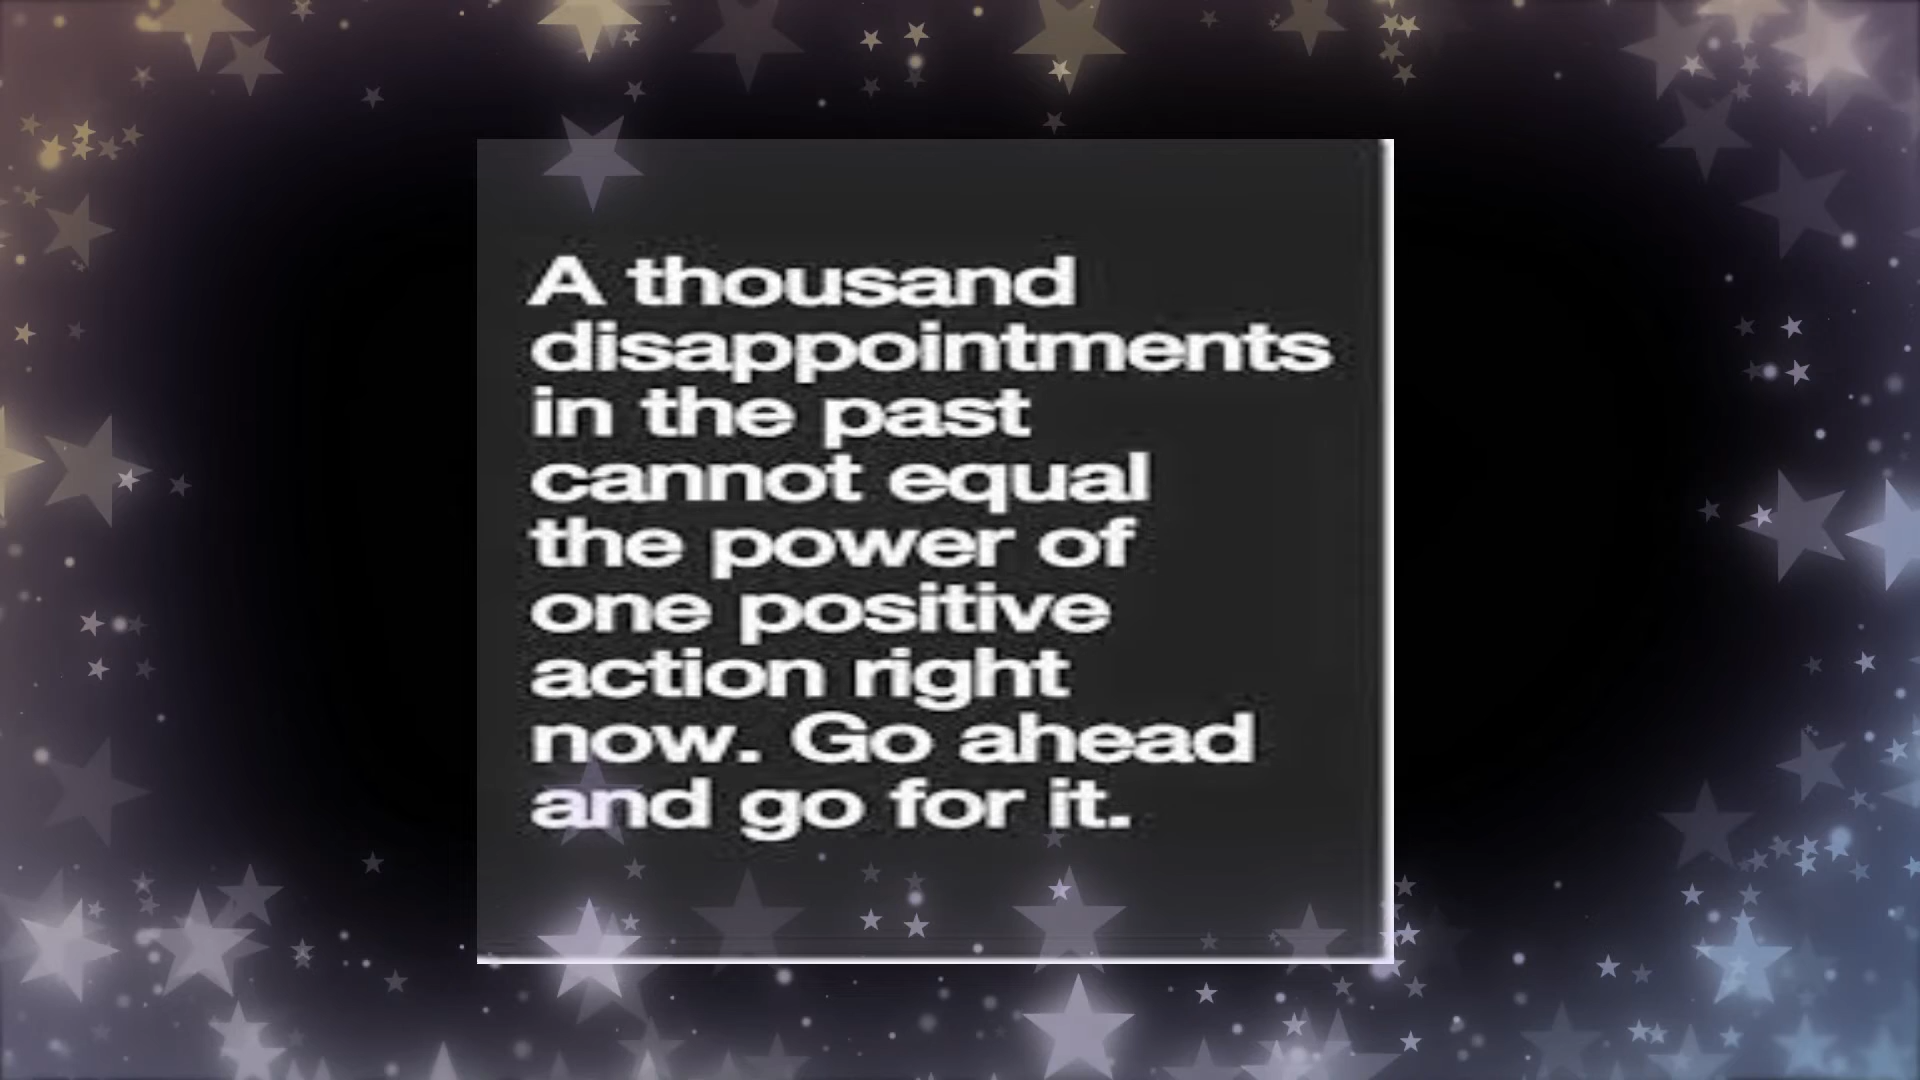 A thousand
disappointments
in the past
cannot equal
the power of
one positive
action right
now. Go ahead
and go for it.